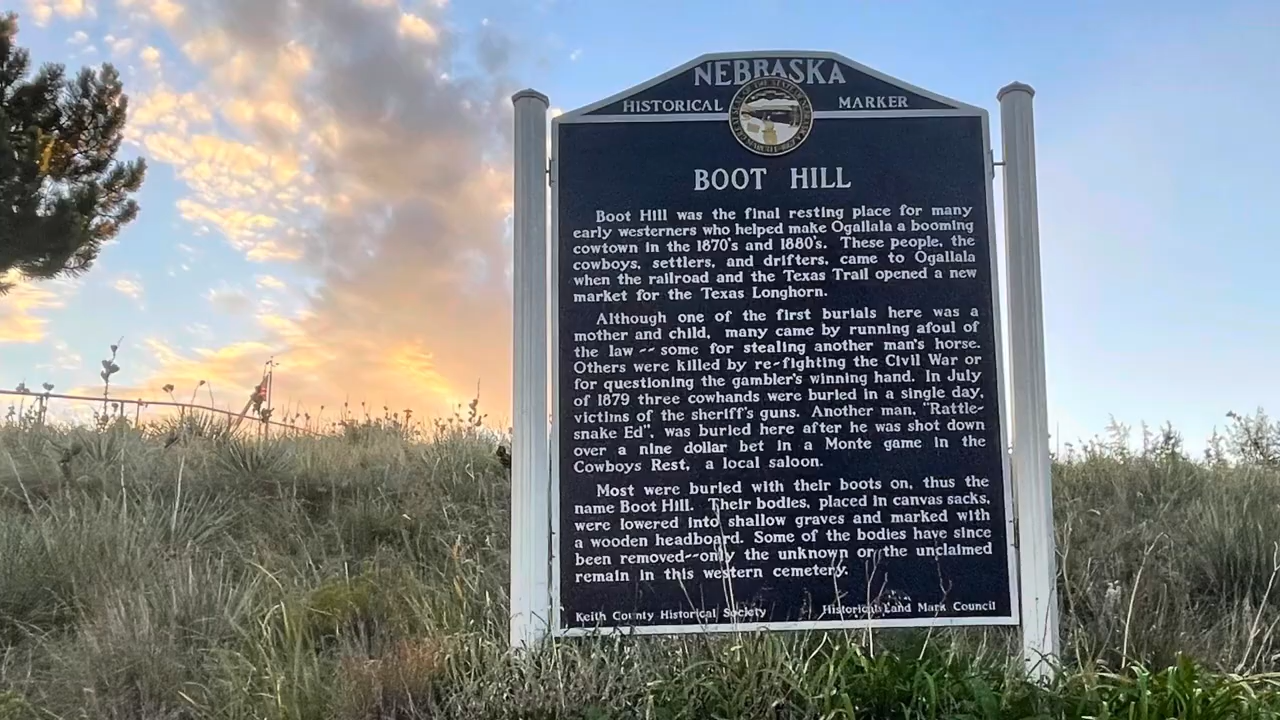 NEBRASKA
HISTORICAL MARKER
BOOT HILL
Boot Hill was the final resting place for many
early westerners who helped make Ogallala a booming
cowtown in the 1870's and 1880's. These people, the
cowboys, settlers, and drifters, came to Ogallala
when the railroad and the Texas Trail opened a new
market for the Texas Longhorn.
Although one of the first burials here was a
mother and child, many came by running afoul of
the law -- some for stealing another man's horse.
Others were killed by re-fighting the Civil War or
for questioning the gambler's winning hand. In July
of 1879 three cowhands were buried in a single day,
victims of the sheriff's guns. Another man, "Rattle-
snake Ed", was buried here after he was shot down
over a nine dollar bet in a Monte game in the
Cowboys Rest, a local saloon.
Most were buried with their boots on, thus the
name Boot Hill. Their bodies, placed in canvas sacks,
were lowered into shallow graves and marked with
a wooden headboard. Some of the bodies have since
been removed--only the unknown or the unclaimed
remain in this western cemetery.
Keith County Historical Society Historical Land Mark Council